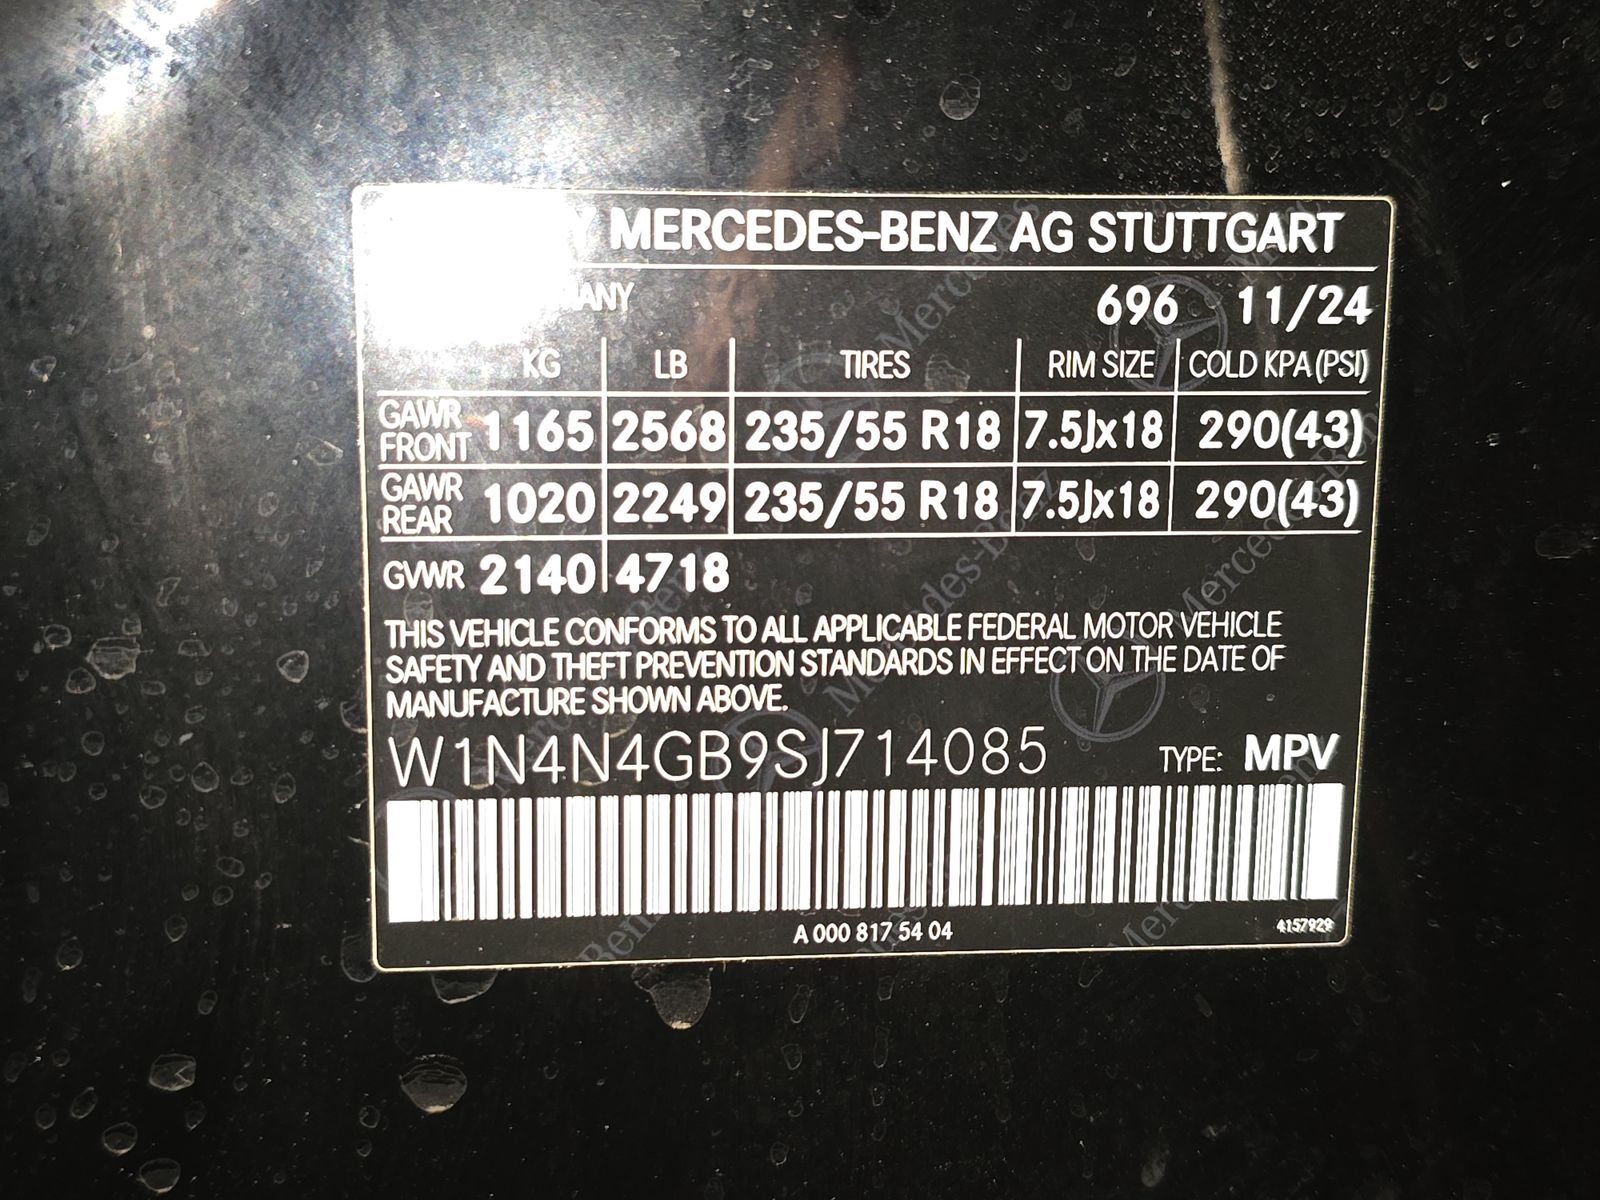 MERCEDES-BENZ AG STUTTGART
696 11/24
KG LB TIRES RIM SIZE COLD KPA (PSI)
GAWR FRONT 1165 2568 235/55 R18 7.5Jx18 290(43)
GAWR REAR 1020 2249 235/55 R18 7.5Jx18 290(43)
GVWR 2140 4718
THIS VEHICLE CONFORMS TO ALL APPLICABLE FEDERAL MOTOR VEHICLE
SAFETY AND THEFT PREVENTION STANDARDS IN EFFECT ON THE DATE OF
MANUFACTURE SHOWN ABOVE.
W1N4N4GB9SJ714085 TYPE: MPV
A 000 817 54 04 4157929